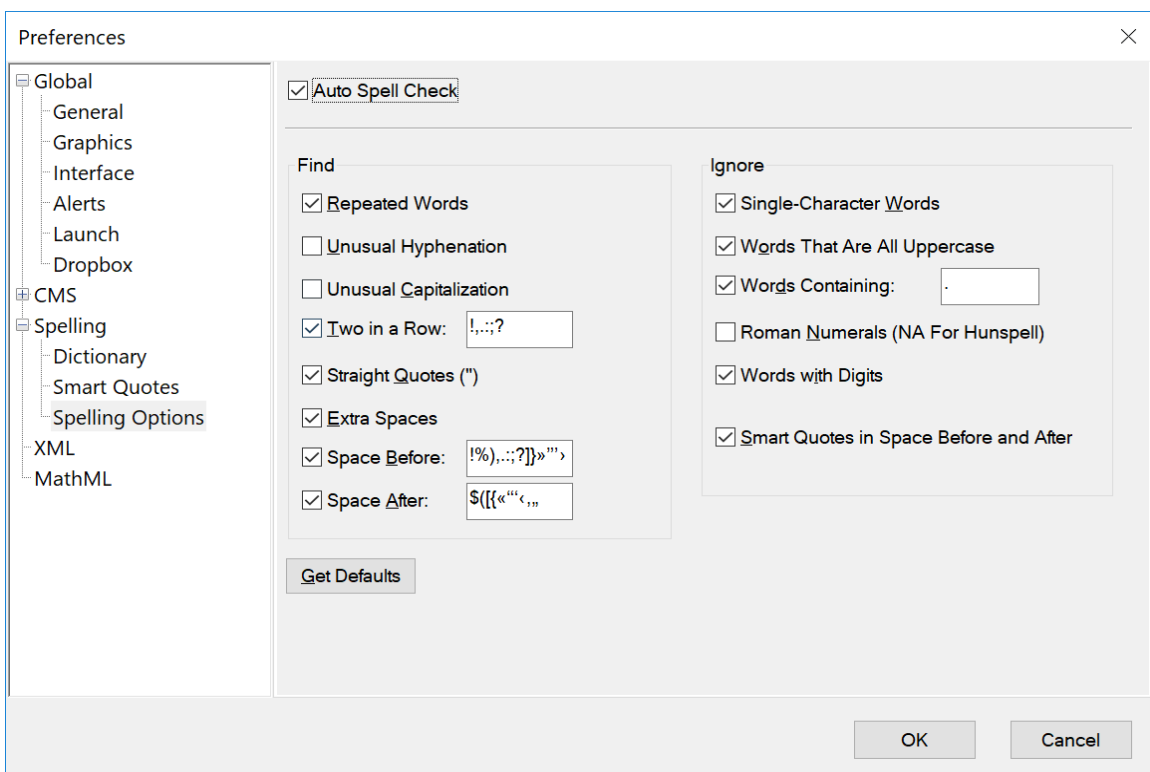 Preferences
Global
General
Graphics
Interface
Alerts
Launch
Dropbox
CMS
Spelling
Dictionary
Smart Quotes
Spelling Options
XML
MathML
Auto Spell Check
Find
Repeated Words
Unusual Hyphenation
Unusual Capitalization
Two in a Row: !,.:;?
Straight Quotes (")
Extra Spaces
Space Before: !%),.:;?]}»”’›
Space After: $([{«“‘‹‚„
Get Defaults
Ignore
Single-Character Words
Words That Are All Uppercase
Words Containing: .
Roman Numerals (NA For Hunspell)
Words with Digits
Smart Quotes in Space Before and After
OK
Cancel